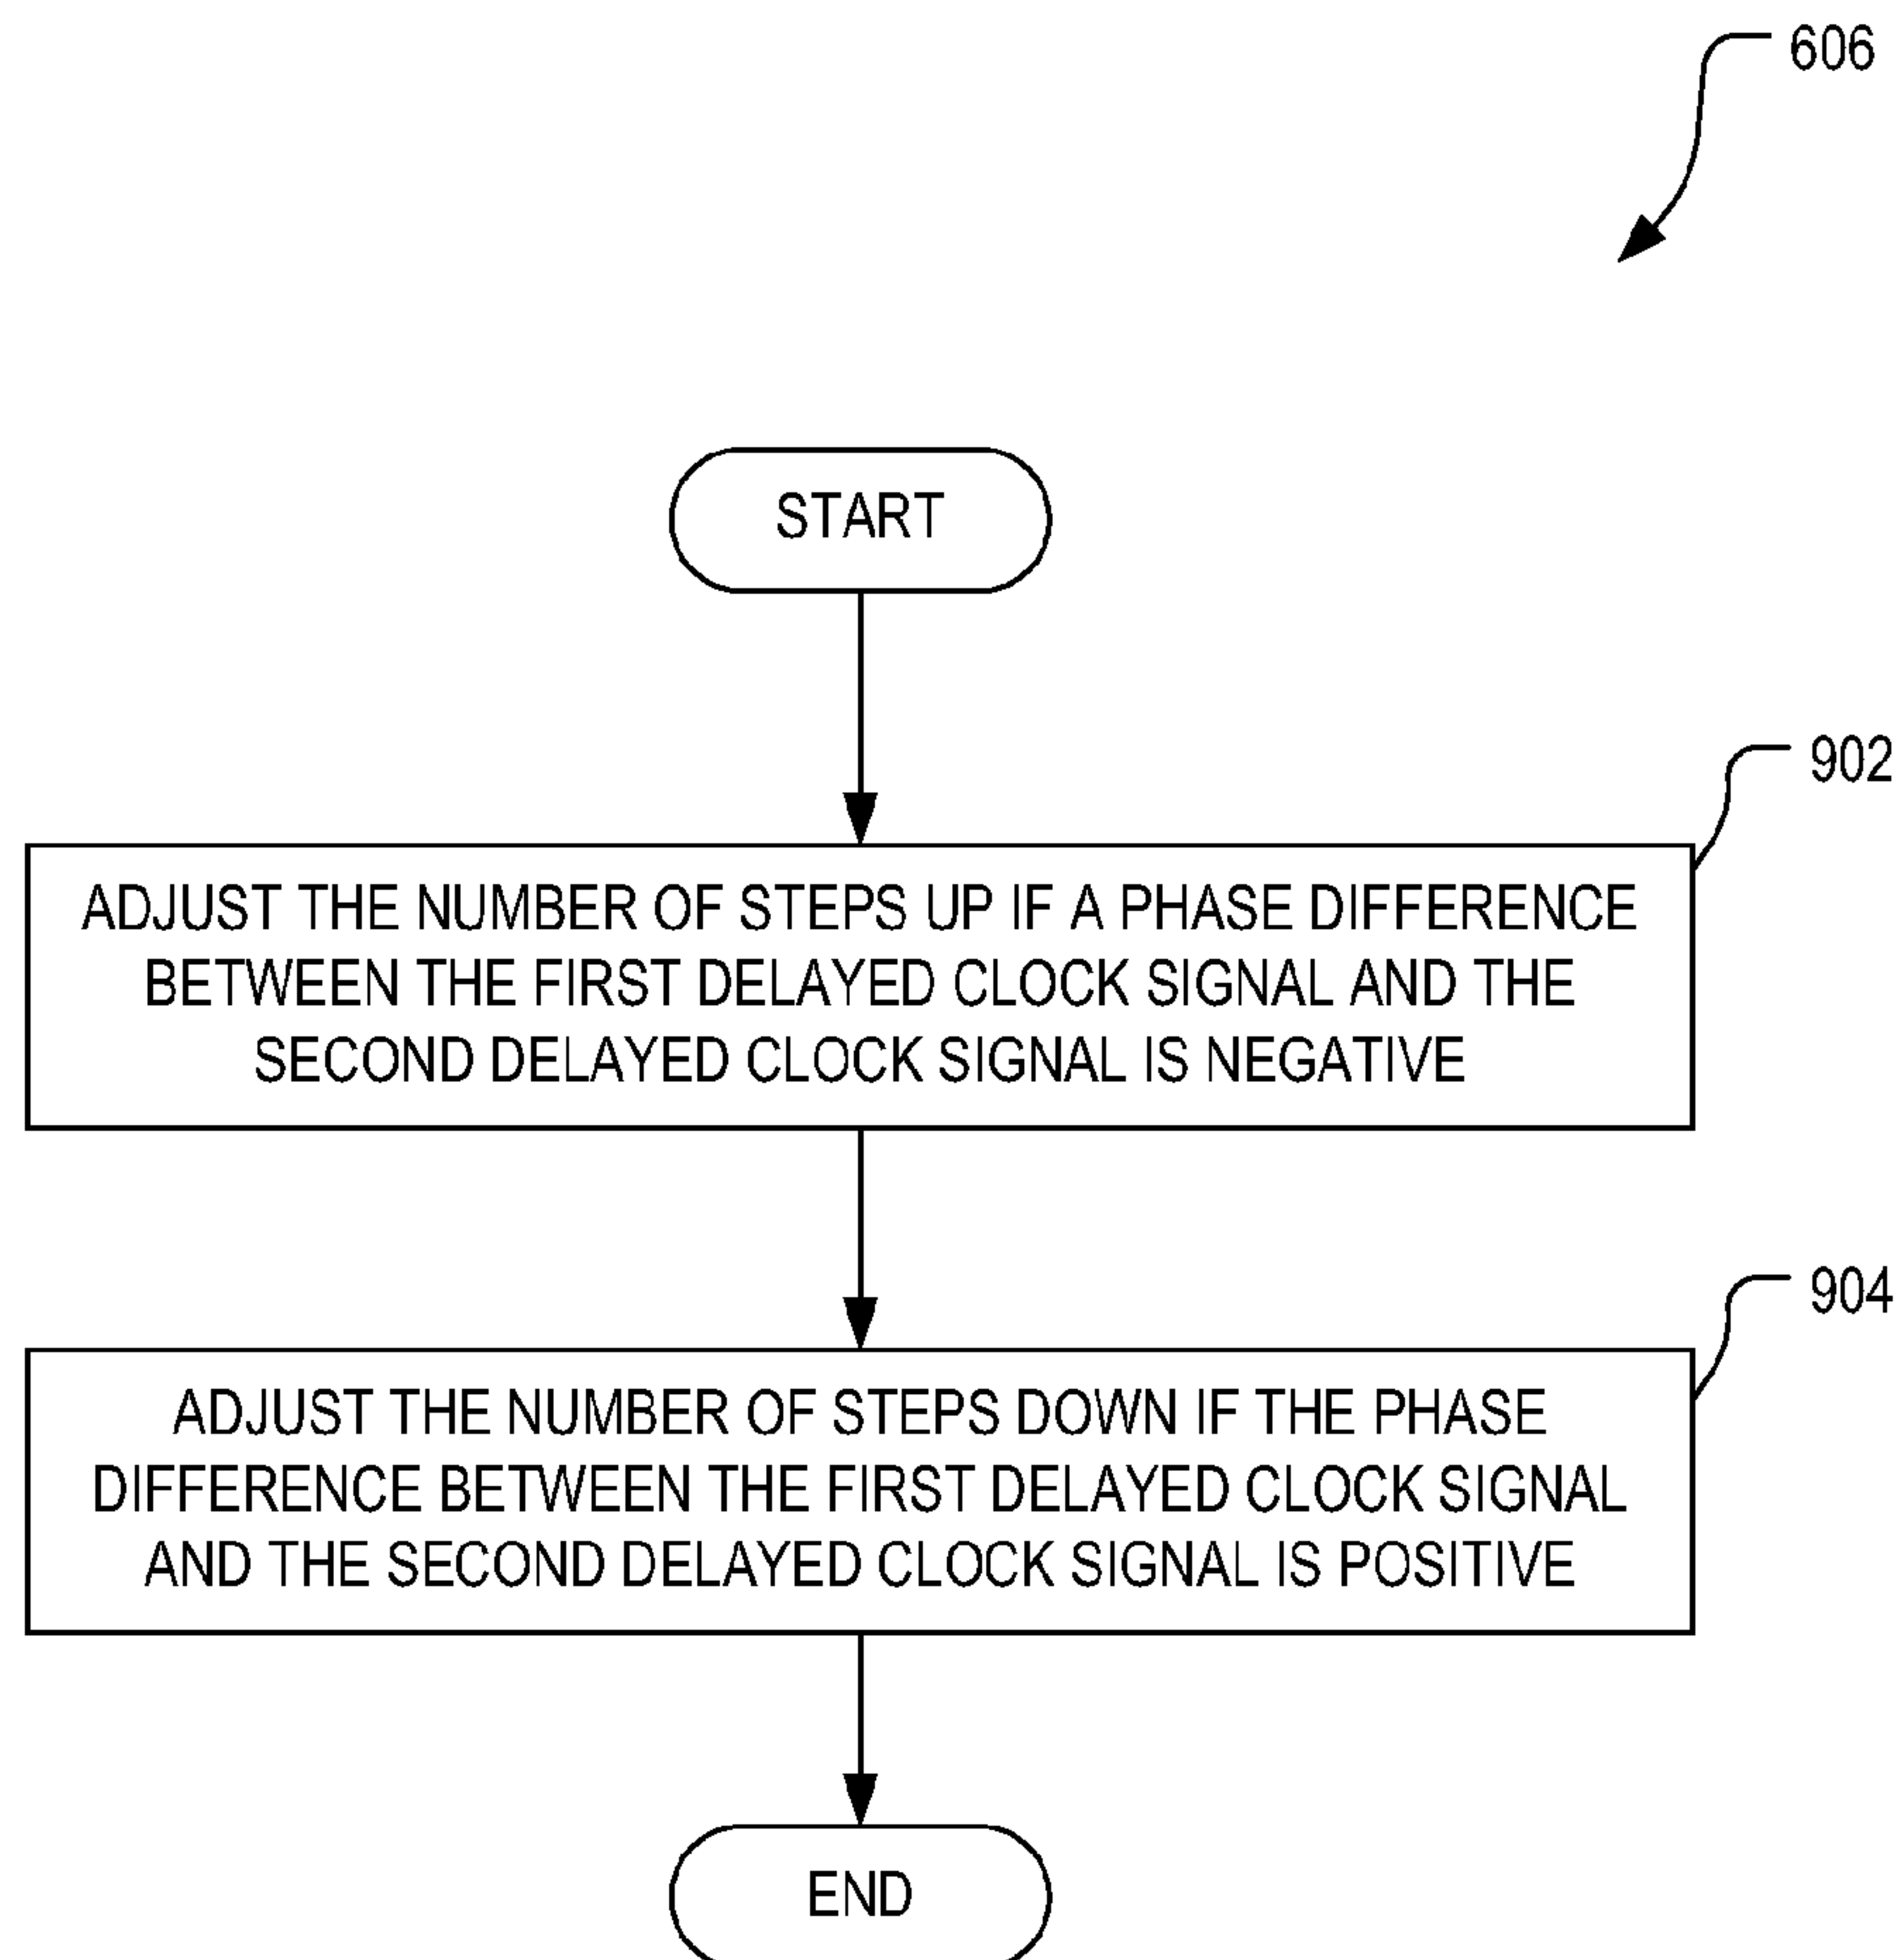 606
START
902
ADJUST THE NUMBER OF STEPS UP IF A PHASE DIFFERENCE
BETWEEN THE FIRST DELAYED CLOCK SIGNAL AND THE
SECOND DELAYED CLOCK SIGNAL IS NEGATIVE
904
ADJUST THE NUMBER OF STEPS DOWN IF THE PHASE
DIFFERENCE BETWEEN THE FIRST DELAYED CLOCK SIGNAL
AND THE SECOND DELAYED CLOCK SIGNAL IS POSITIVE
END